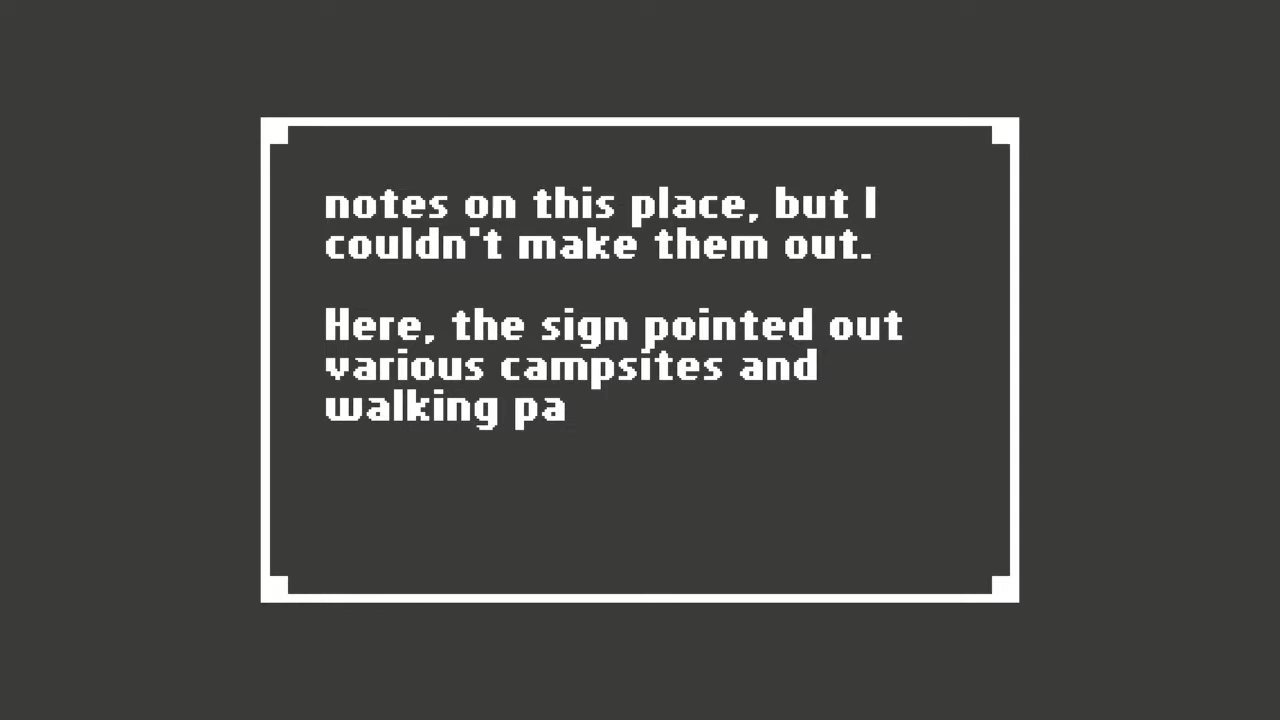 notes on this place, but I
couldn't make them out.
Here, the sign pointed out
various campsites and
walking pa